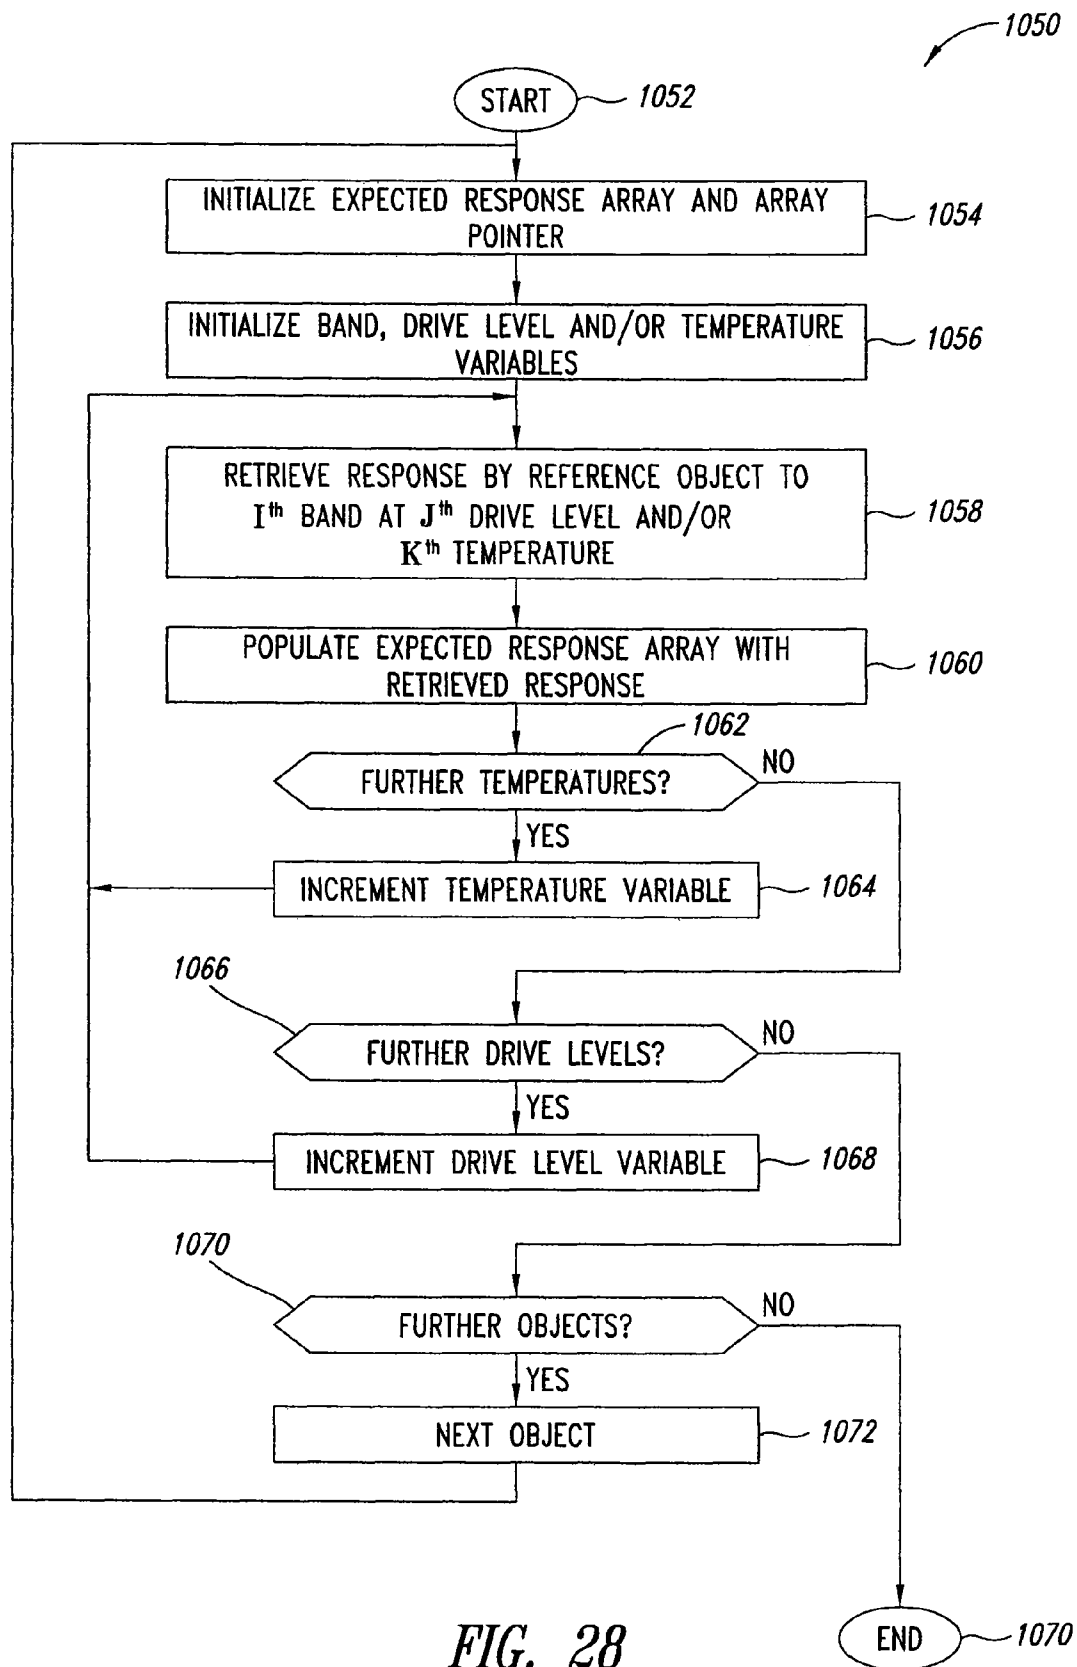 1050
START
1052
INITIALIZE EXPECTED RESPONSE ARRAY AND ARRAY
POINTER
1054
INITIALIZE BAND, DRIVE LEVEL AND/OR TEMPERATURE
VARIABLES
1056
RETRIEVE RESPONSE BY REFERENCE OBJECT TO
Ith BAND AT Jth DRIVE LEVEL AND/OR
Kth TEMPERATURE
1058
POPULATE EXPECTED RESPONSE ARRAY WITH
RETRIEVED RESPONSE
1060
1062
FURTHER TEMPERATURES?
NO
YES
INCREMENT TEMPERATURE VARIABLE
1064
1066
FURTHER DRIVE LEVELS?
NO
YES
INCREMENT DRIVE LEVEL VARIABLE
1068
1070
FURTHER OBJECTS?
NO
YES
NEXT OBJECT
1072
END
1070
FIG. 28